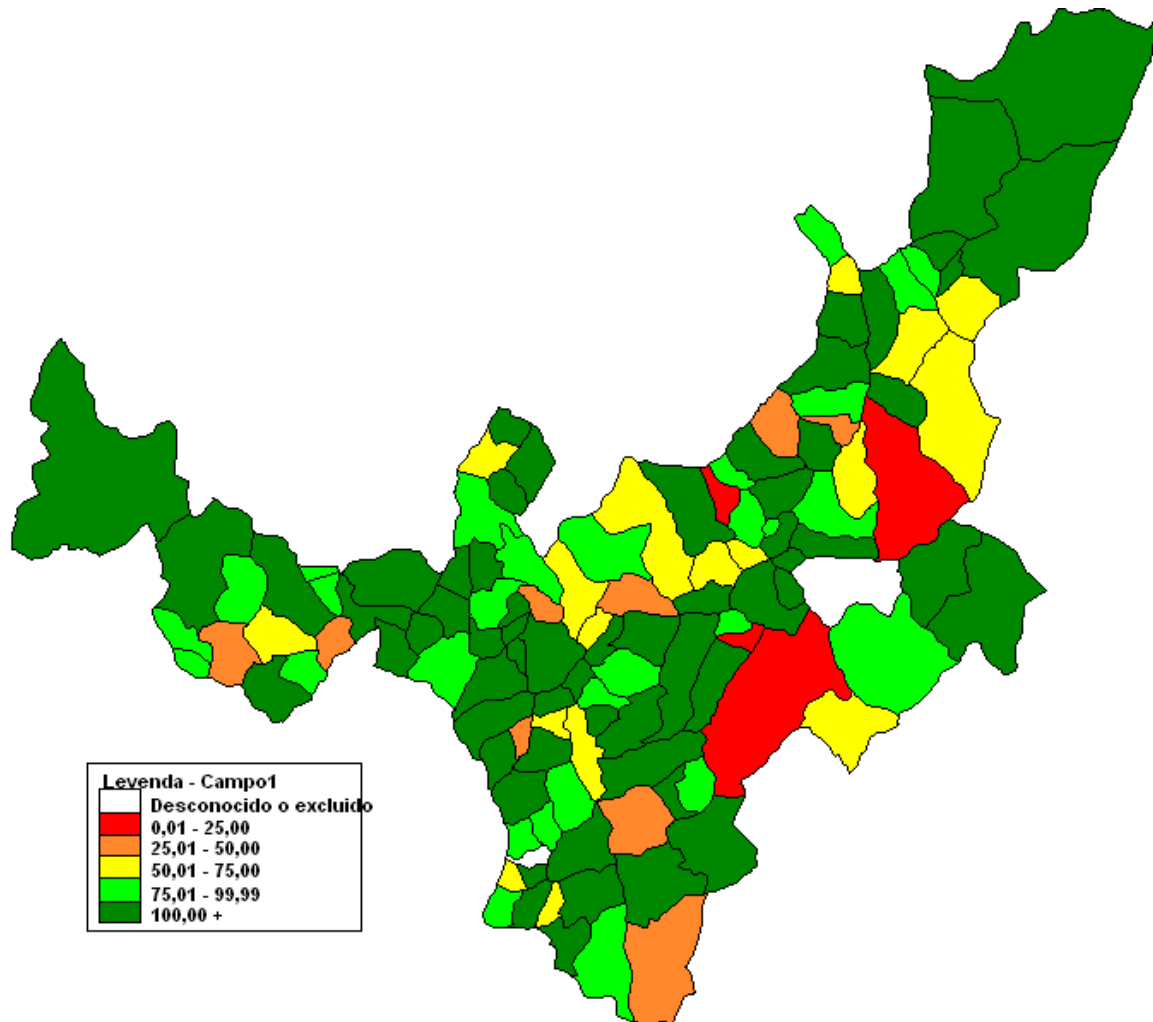 Levenda - Campo1
Desconocido o excluido
0,01 - 25,00
25,01 - 50,00
50,01 - 75,00
75,01 - 99,99
100,00 +